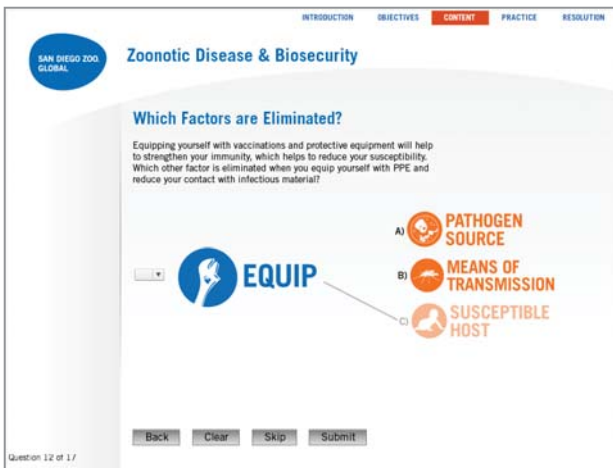 INTRODUCTION OBJECTIVES CONTENT PRACTICE RESOLUTION
SAN DIEGO ZOO
GLOBAL
Zoonotic Disease & Biosecurity
Which Factors are Eliminated?
Equipping yourself with vaccinations and protective equipment will help
to strengthen your immunity, which helps to reduce your susceptibility.
Which other factor is eliminated when you equip yourself with PPE and
reduce your contact with infectious material?
EQUIP
A) PATHOGEN
SOURCE
B) MEANS OF
TRANSMISSION
C) SUSCEPTIBLE
HOST
Back Clear Skip Submit
Question 12 of 17